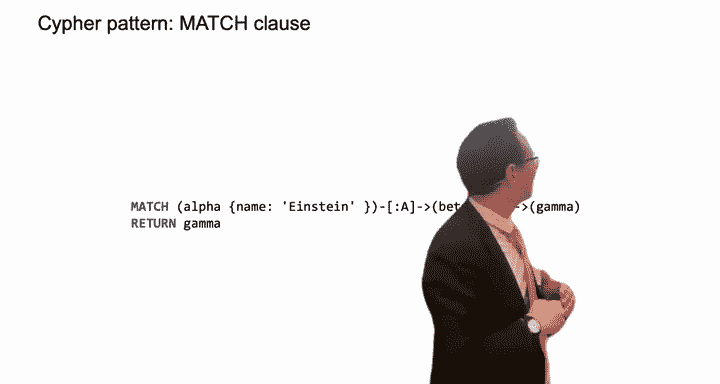 Cypher pattern: MATCH clause
MATCH (alpha {name: 'Einstein' })-[:A]->(bet >(gamma)
RETURN gamma